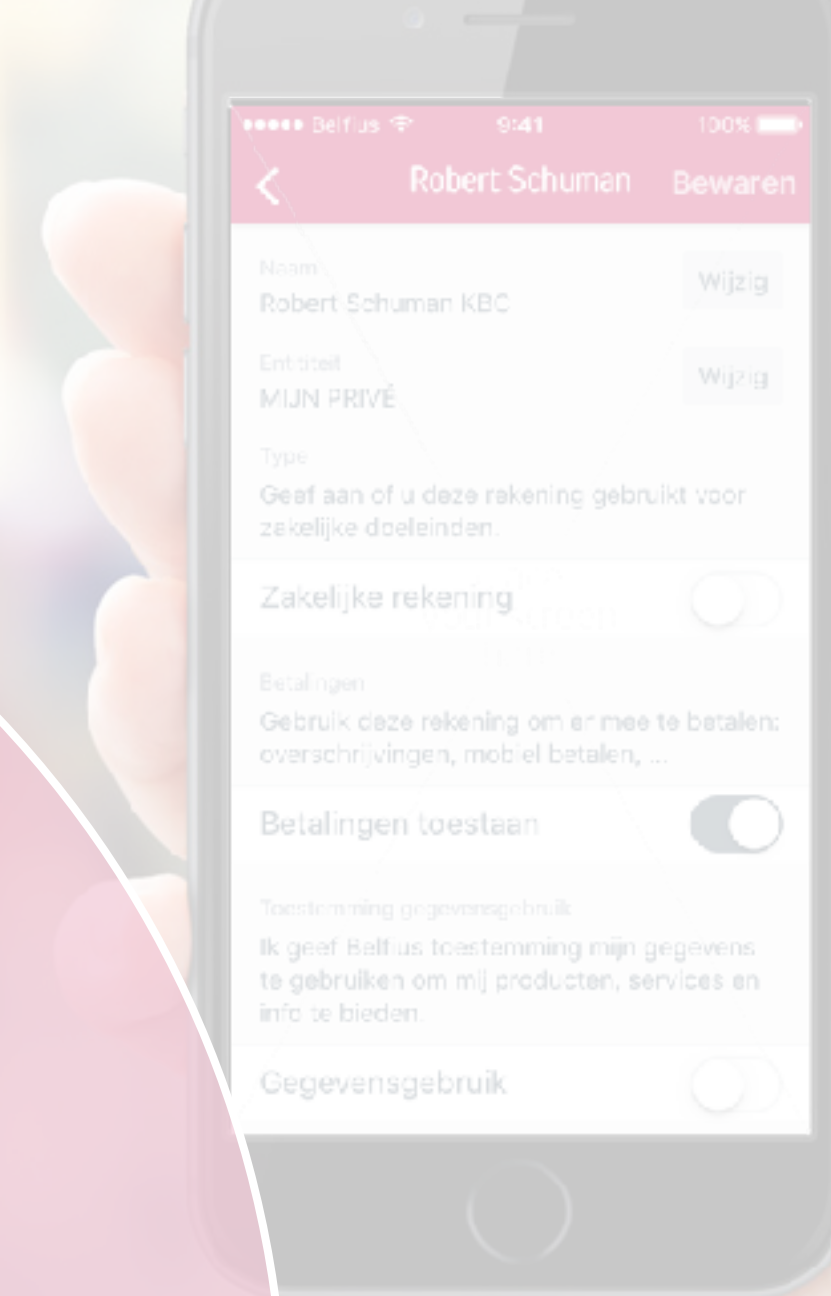 Belfius 9:41 100%
Robert Schuman Bewaren
Naam
Robert Schuman KBC
Wijzig
Entiteit
MIJN PRIVÉ
Wijzig
Type
Geef aan of u deze rekening gebruikt voor
zakelijke doeleinden.
Zakelijke rekening
Betalingen
Gebruik deze rekening om er mee te betalen:
overschrijvingen, mobiel betalen, ...
Betalingen toestaan
Toestemming gegevensgebruik
Ik geef Belfius toestemming mijn gegevens
te gebruiken om mij producten, services en
info te bieden.
Gegevensgebruik